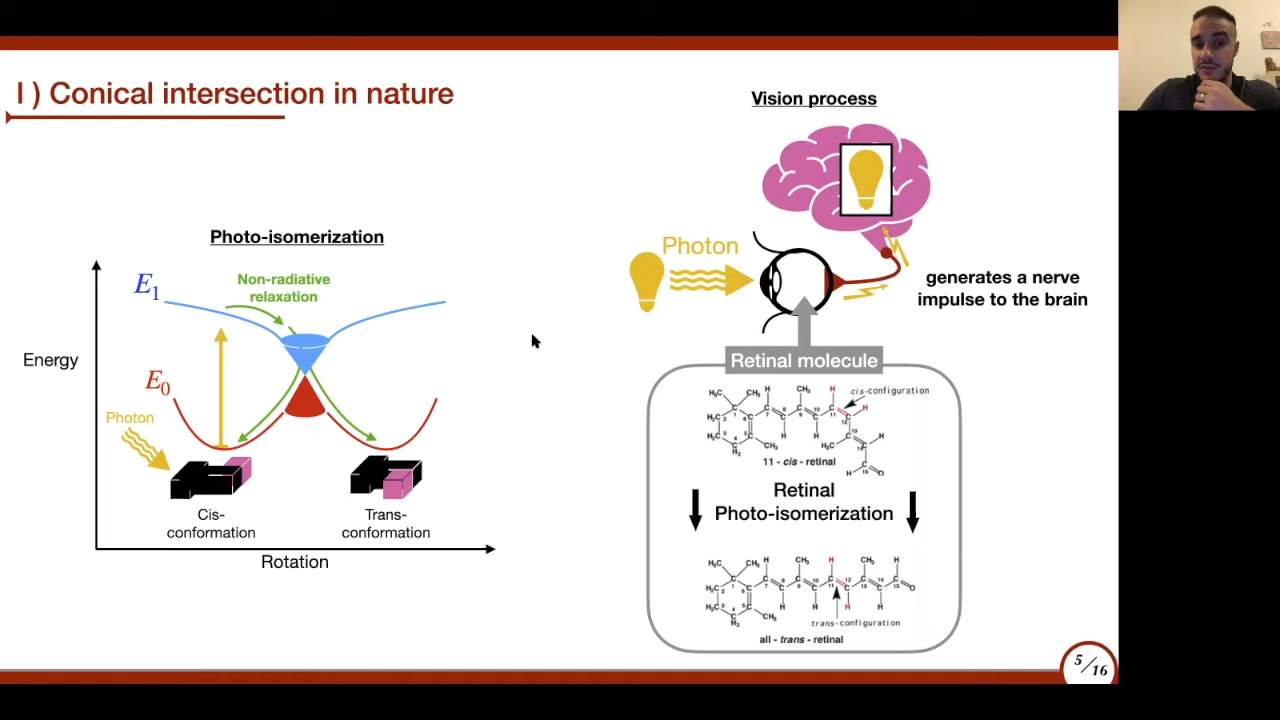 I ) Conical intersection in nature
Vision process
Photo-isomerization
Non-radiative
relaxation
E1
Energy
E0
Photon
Cis-
conformation
Trans-
conformation
Rotation
Photon
generates a nerve
impulse to the brain
Retinal molecule
cis-configuration
11 - cis - retinal
Retinal
Photo-isomerization
trans-configuration
all - trans - retinal
5/16